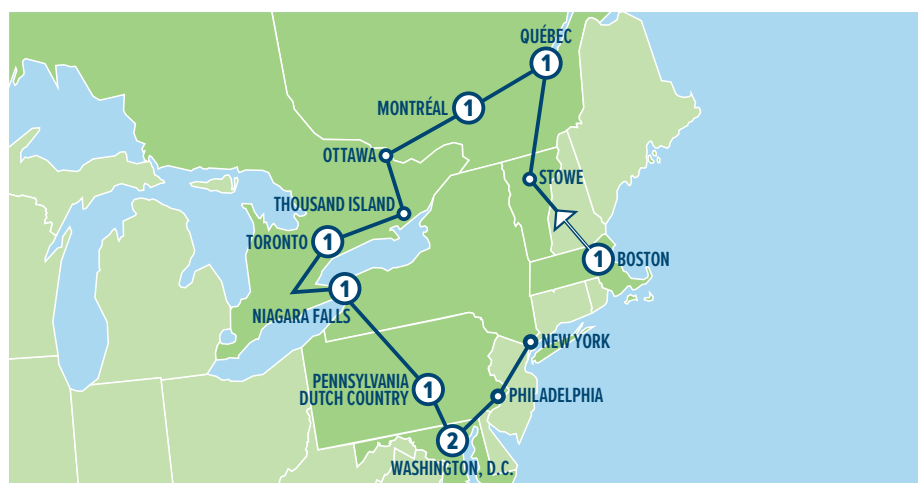 QUÉBEC
1
MONTRÉAL 1
OTTAWA
STOWE
THOUSAND ISLAND
TORONTO 1
1 BOSTON
1
NIAGARA FALLS
NEW YORK
PENNSYLVANIA
DUTCH COUNTRY 1
PHILADELPHIA
2
WASHINGTON, D.C.